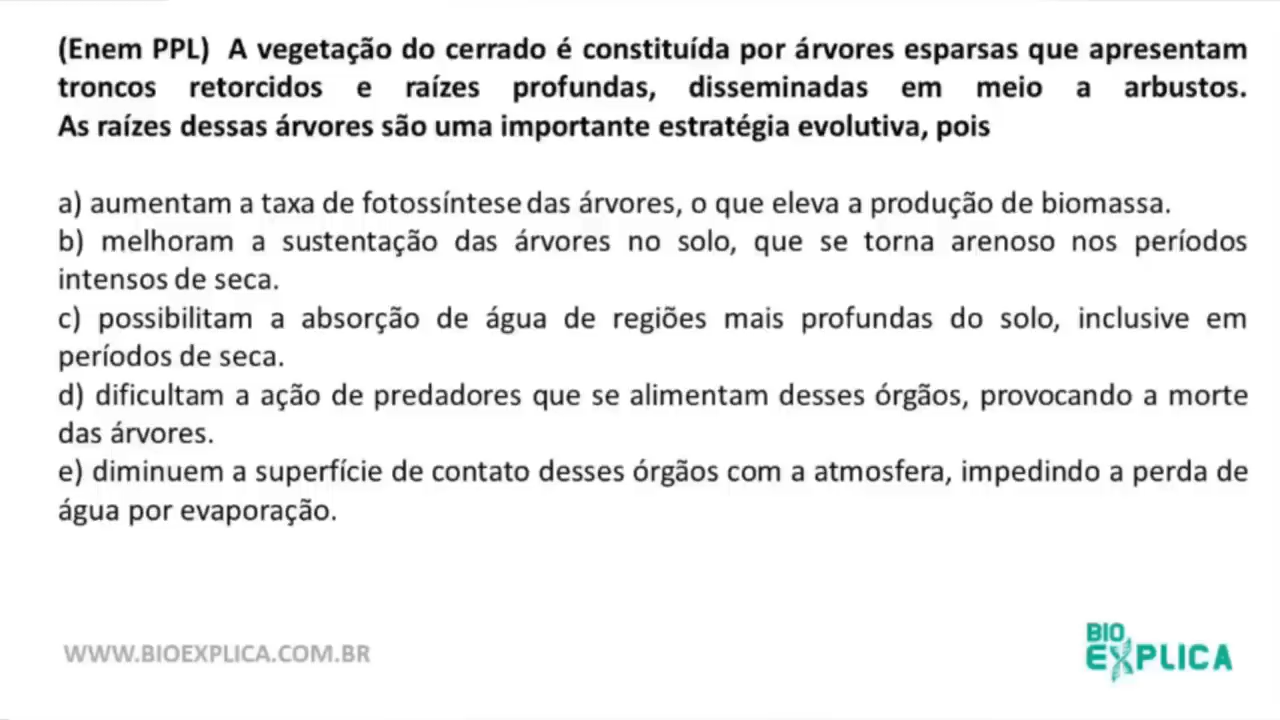 (Enem PPL) A vegetação do cerrado é constituída por árvores esparsas que apresentam
troncos retorcidos e raízes profundas, disseminadas em meio a arbustos.
As raízes dessas árvores são uma importante estratégia evolutiva, pois
a) aumentam a taxa de fotossíntese das árvores, o que eleva a produção de biomassa.
b) melhoram a sustentação das árvores no solo, que se torna arenoso nos períodos
intensos de seca.
c) possibilitam a absorção de água de regiões mais profundas do solo, inclusive em
períodos de seca.
d) dificultam a ação de predadores que se alimentam desses órgãos, provocando a morte
das árvores.
e) diminuem a superfície de contato desses órgãos com a atmosfera, impedindo a perda de
água por evaporação.
WWW.BIOEXPLICA.COM.BR
BIO
EXPLICA